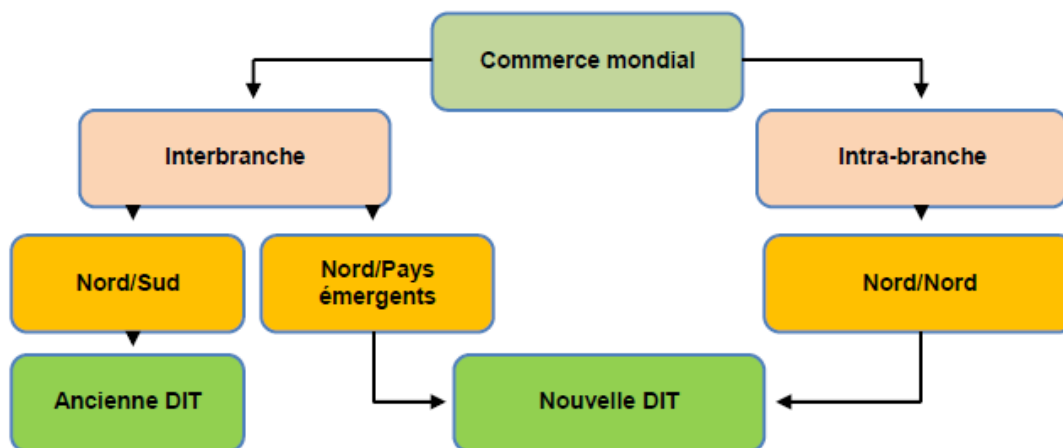 Commerce mondial
Interbranche
Intra-branche
Nord/Sud
Nord/Pays
émergents
Nord/Nord
Ancienne DIT
Nouvelle DIT